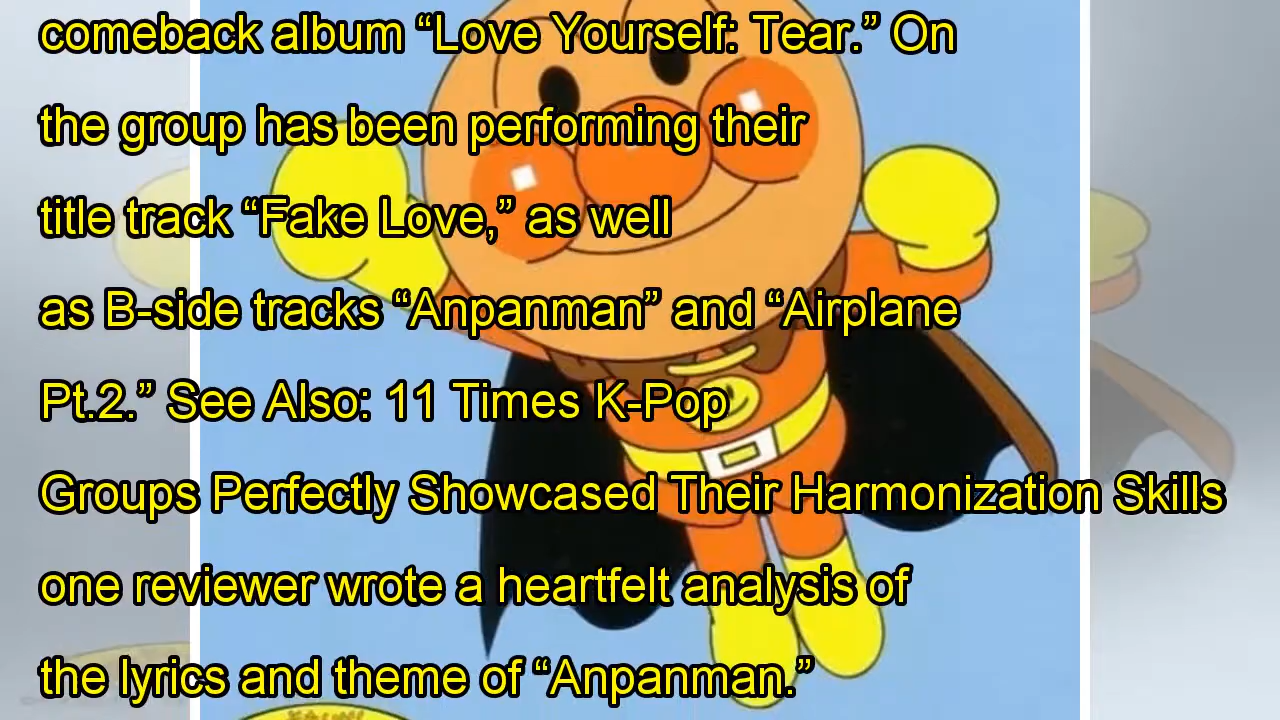 comeback album “Love Yourself: Tear.” On
the group has been performing their
title track “Fake Love,” as well
as B-side tracks “Anpanman” and “Airplane
Pt.2.” See Also: 11 Times K-Pop
Groups Perfectly Showcased Their Harmonization Skills
one reviewer wrote a heartfelt analysis of
the lyrics and theme of “Anpanman.”